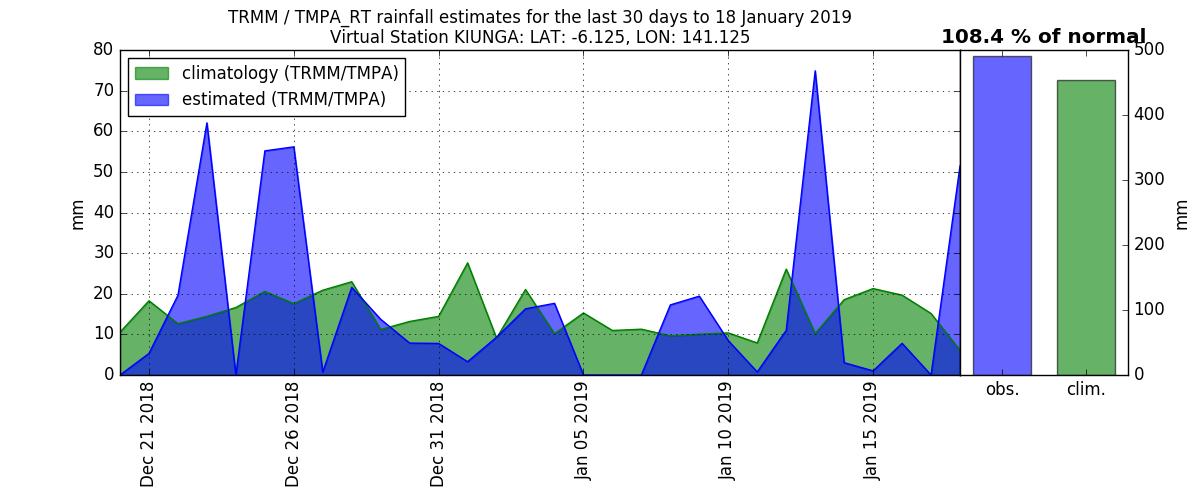 TRMM / TMPA_RT rainfall estimates for the last 30 days to 18 January 2019
Virtual Station KIUNGA: LAT: -6.125, LON: 141.125
108.4 % of normal
climatology (TRMM/TMPA)
estimated (TRMM/TMPA)
mm
80
70
60
50
40
30
20
10
0
Dec 21 2018
Dec 26 2018
Dec 31 2018
Jan 05 2019
Jan 10 2019
Jan 15 2019
obs.
clim.
500
400
300
200
100
0
mm